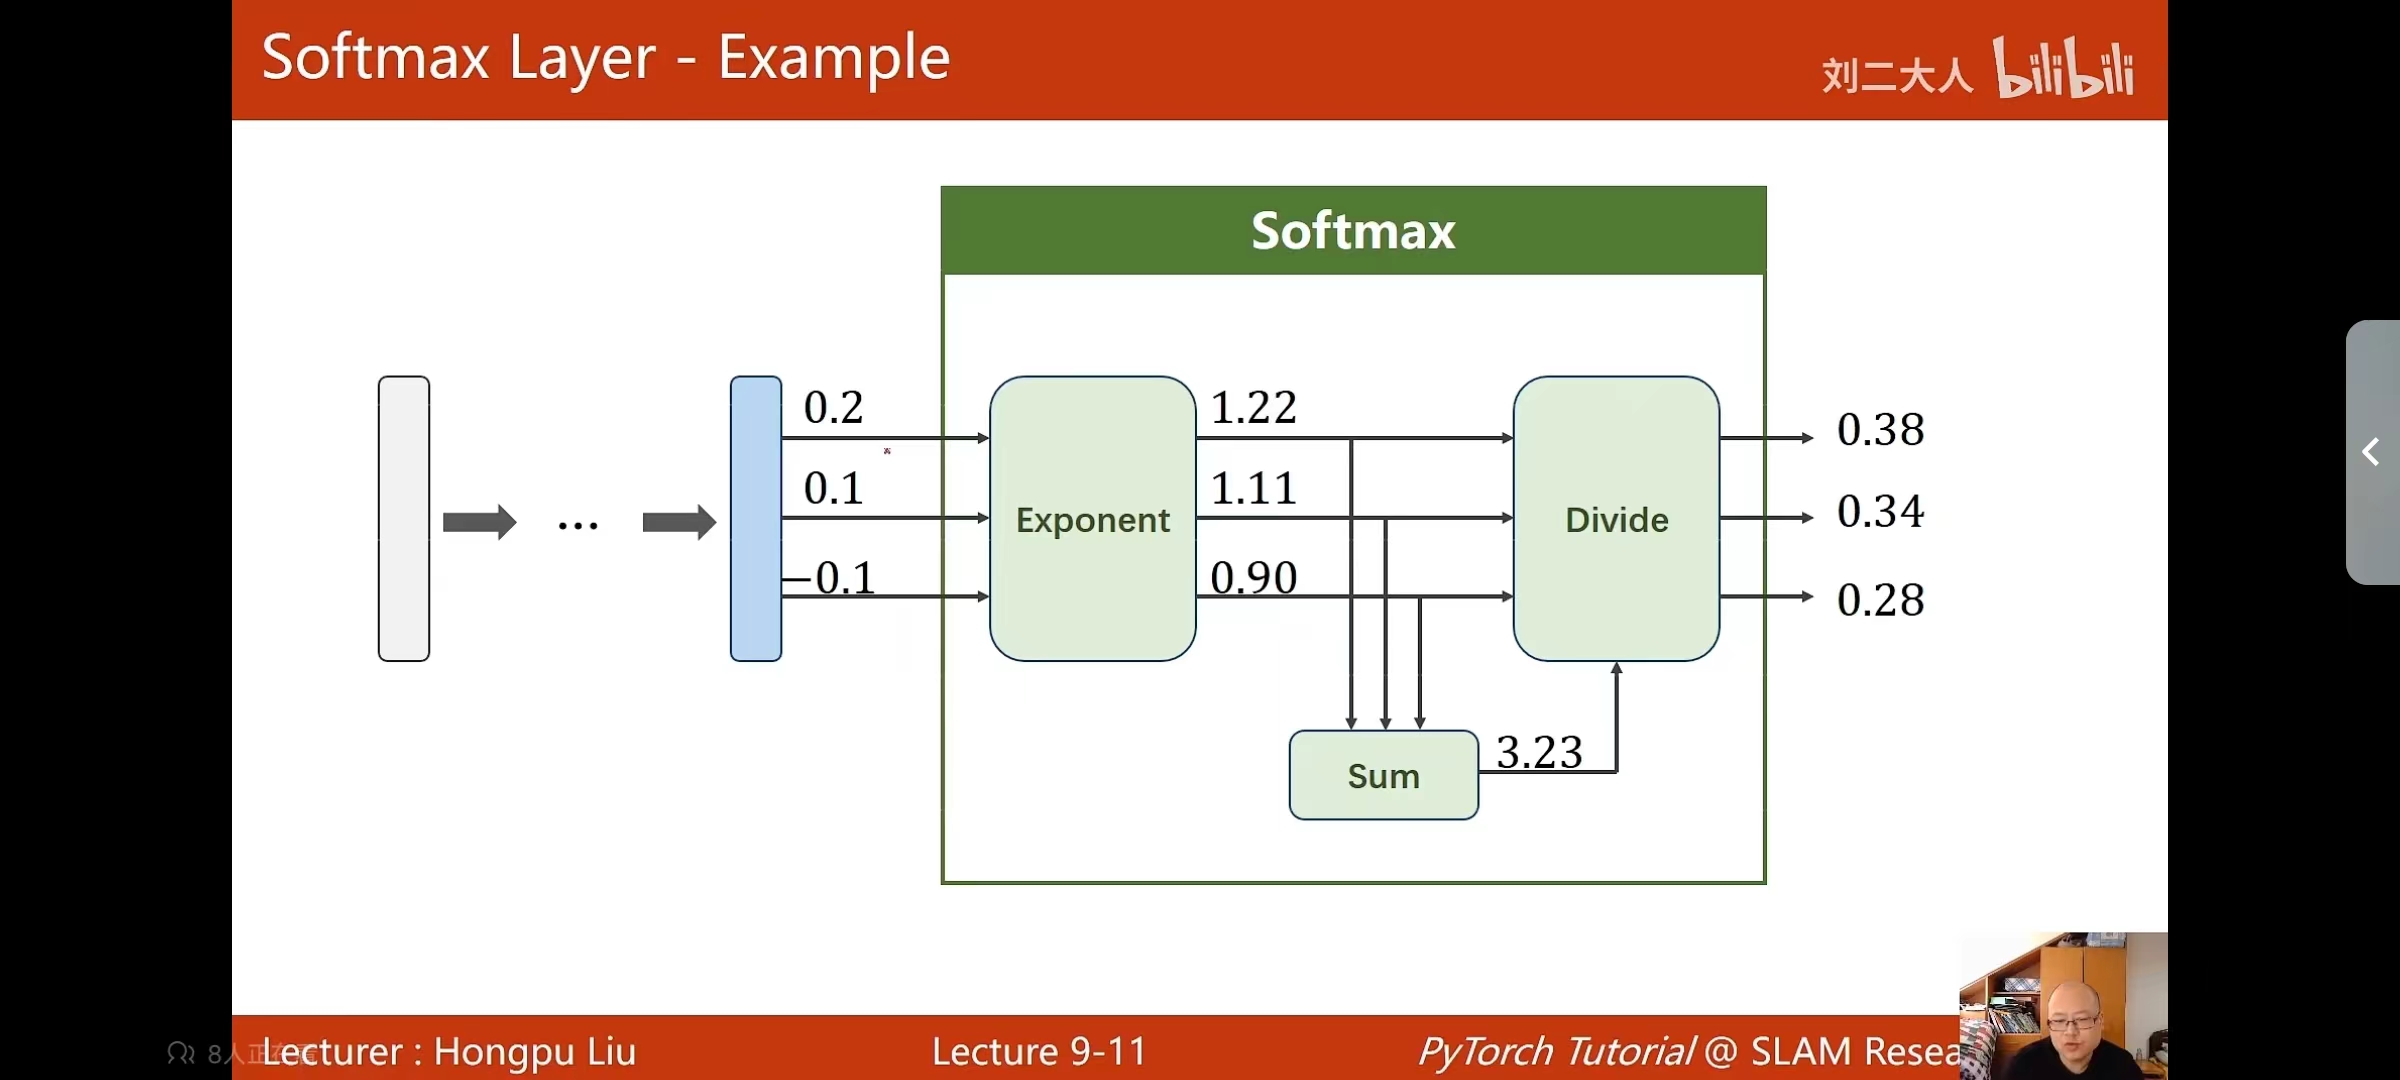 Softmax Layer - Example
刘二大人 bilibili
Softmax
0.2
0.1
−0.1
Exponent
1.22
1.11
0.90
Divide
0.38
0.34
0.28
Sum
3.23
8人正在看
Lecturer : Hongpu Liu
Lecture 9-11
PyTorch Tutorial @ SLAM Resea